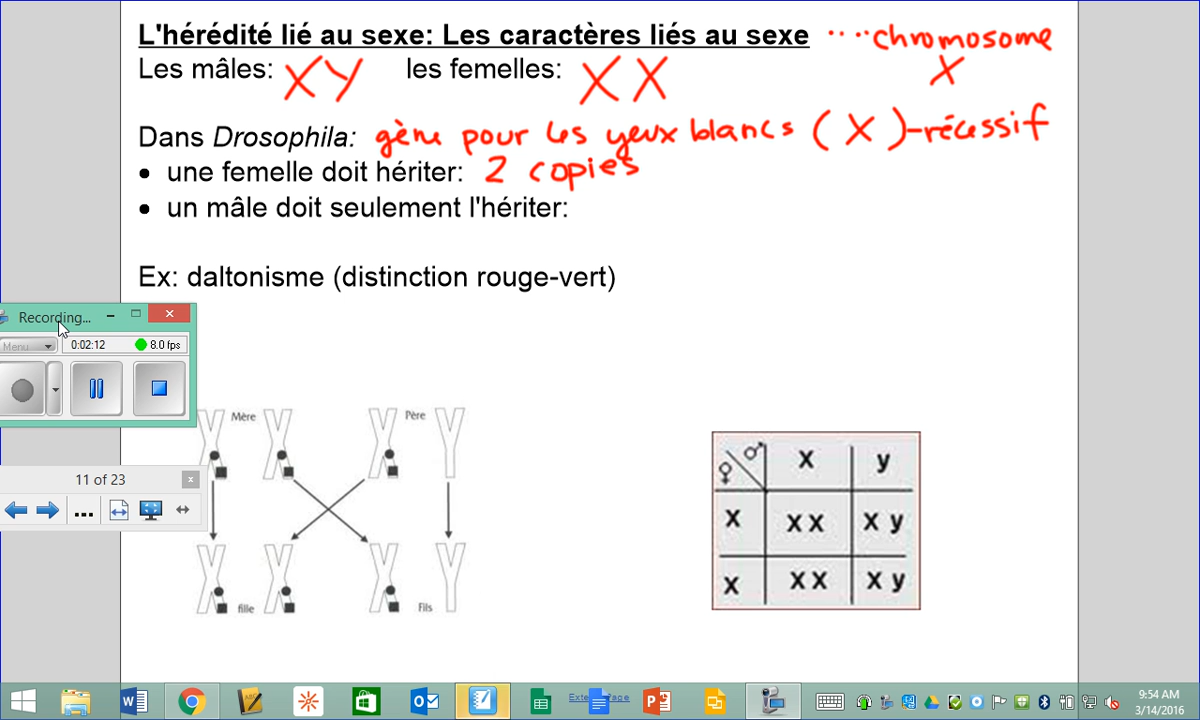 L'hérédité lié au sexe: Les caractères liés au sexe ....chromosome
X
Les mâles: XY les femelles: XX
Dans Drosophila: gène pour les yeux blancs (X)-récessif
• une femelle doit hériter: 2 copies
• un mâle doit seulement l'hériter:
Ex: daltonisme (distinction rouge-vert)
Recording...
Menu 0:02:12 8.0 fps
Mère Père
11 of 23
...
♀ ♂ X y
X XX Xy
X XX Xy
fille Fils
9:54 AM
3/14/2016